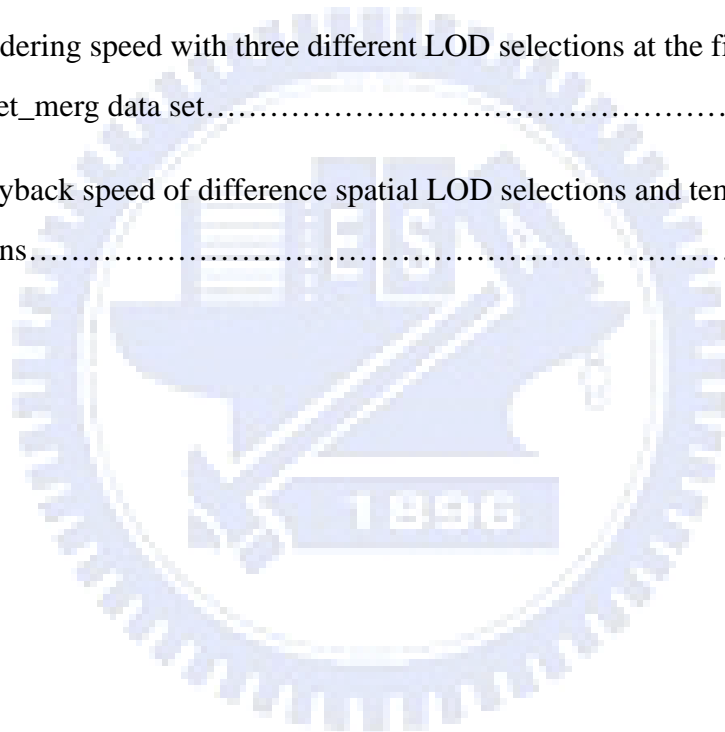 dering speed with three different LOD selections at the fi
et_merg data set……………………………………………
yback speed of difference spatial LOD selections and ten
ns……………………………………………………………
E S A
1896